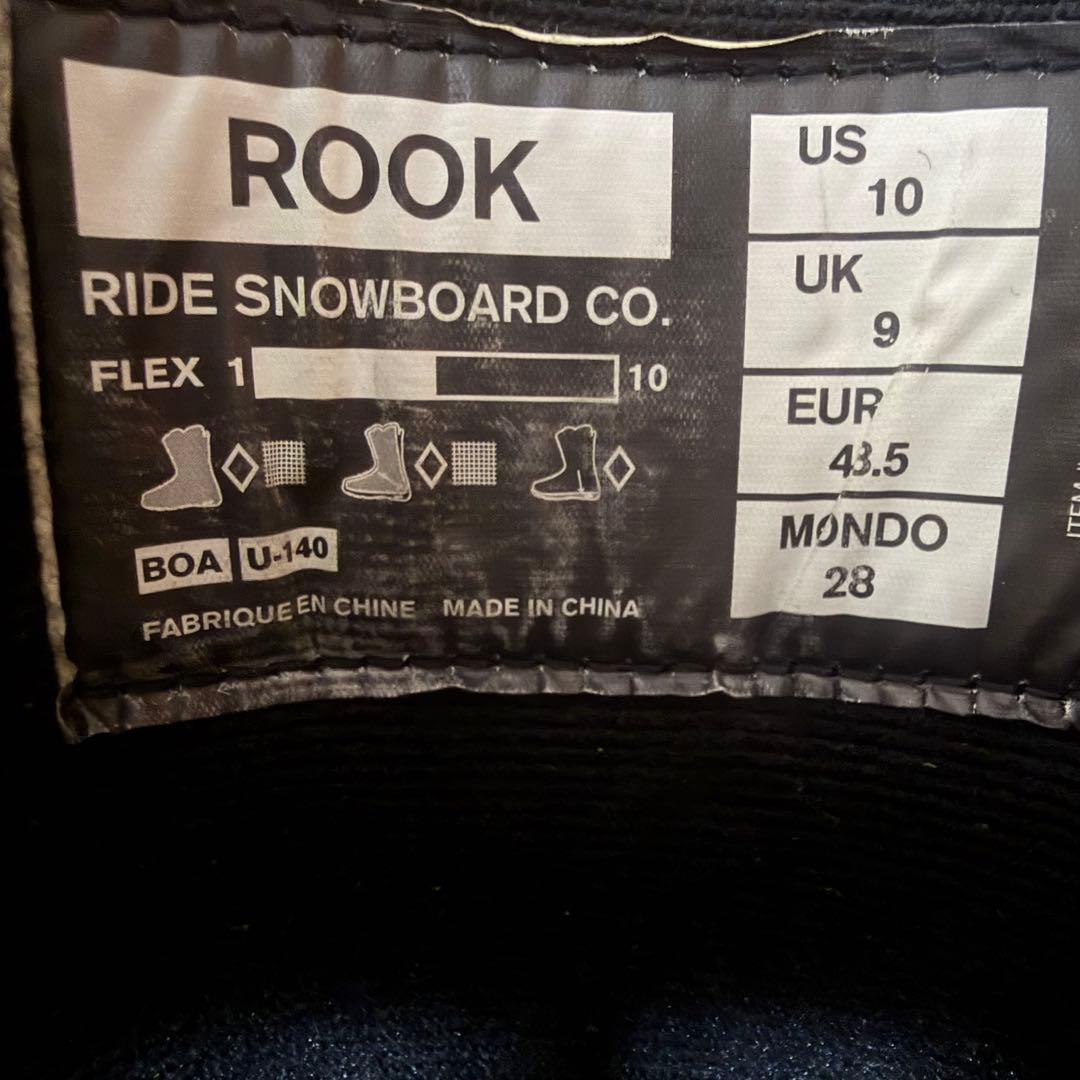 ROOK
RIDE SNOWBOARD CO.
FLEX 1 10
BOA U-140
FABRIQUE EN CHINE MADE IN CHINA
US
10
UK
9
EUR
43.5
MONDO
28
ITEM